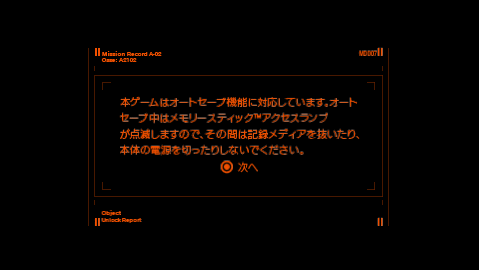 Mission Record A-02
Case: A2102
MD007
本ゲームはオートセーブ機能に対応しています。オート
セーブ中はメモリースティック™アクセスランプ
が点滅しますので、その間は記録メディアを抜いたり、
本体の電源を切ったりしないでください。
次へ
Object
Unlock Report